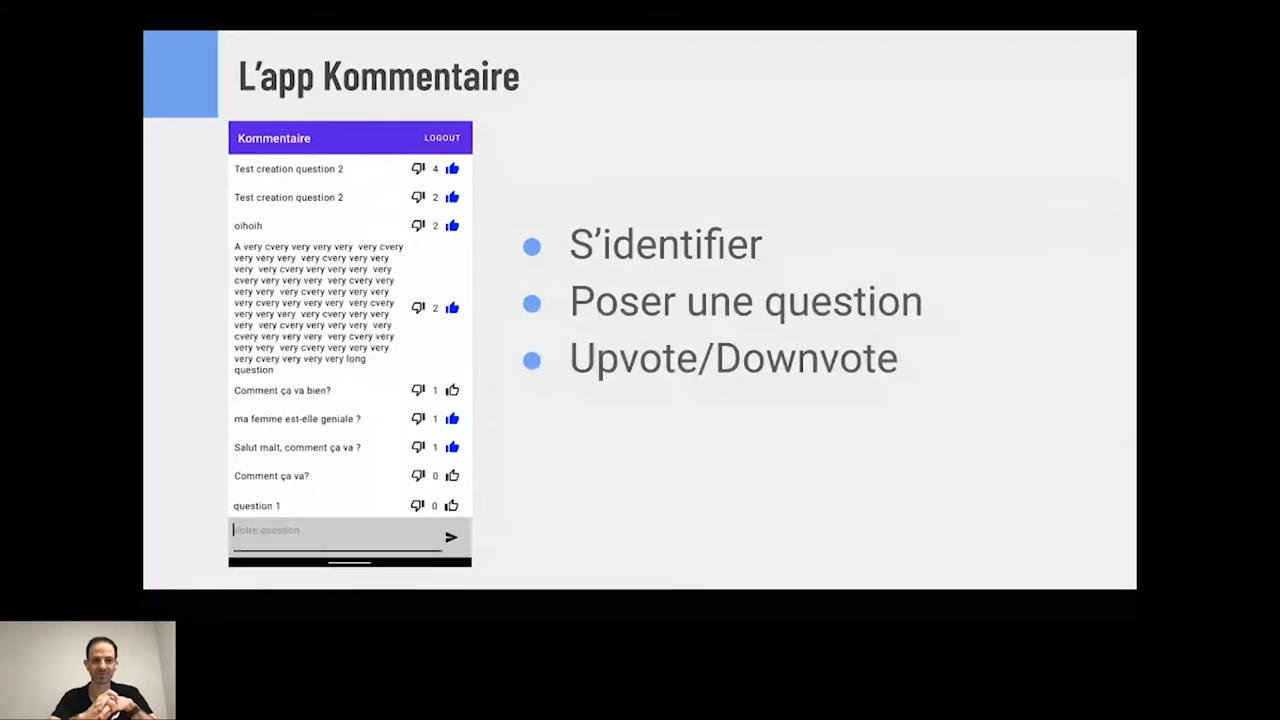 L'app Kommentaire
Kommentaire LOGOUT
Test creation question 2 4
Test creation question 2 2
oihoih 2
A very cvery very very very very cvery
very very very very cvery very very
very very cvery very very very very
cvery very very very very cvery very
very very very cvery very very very
very cvery very very very very cvery
very very very very cvery very very
very very cvery very very very very
cvery very very very very cvery very
very very very cvery very very very
very cvery very very very long
question 2
Comment ça va bien? 1
ma femme est-elle geniale ? 1
Salut malt, comment ça va ? 1
Comment ça va? 0
question 1 0
Votre question
S'identifier
Poser une question
Upvote/Downvote